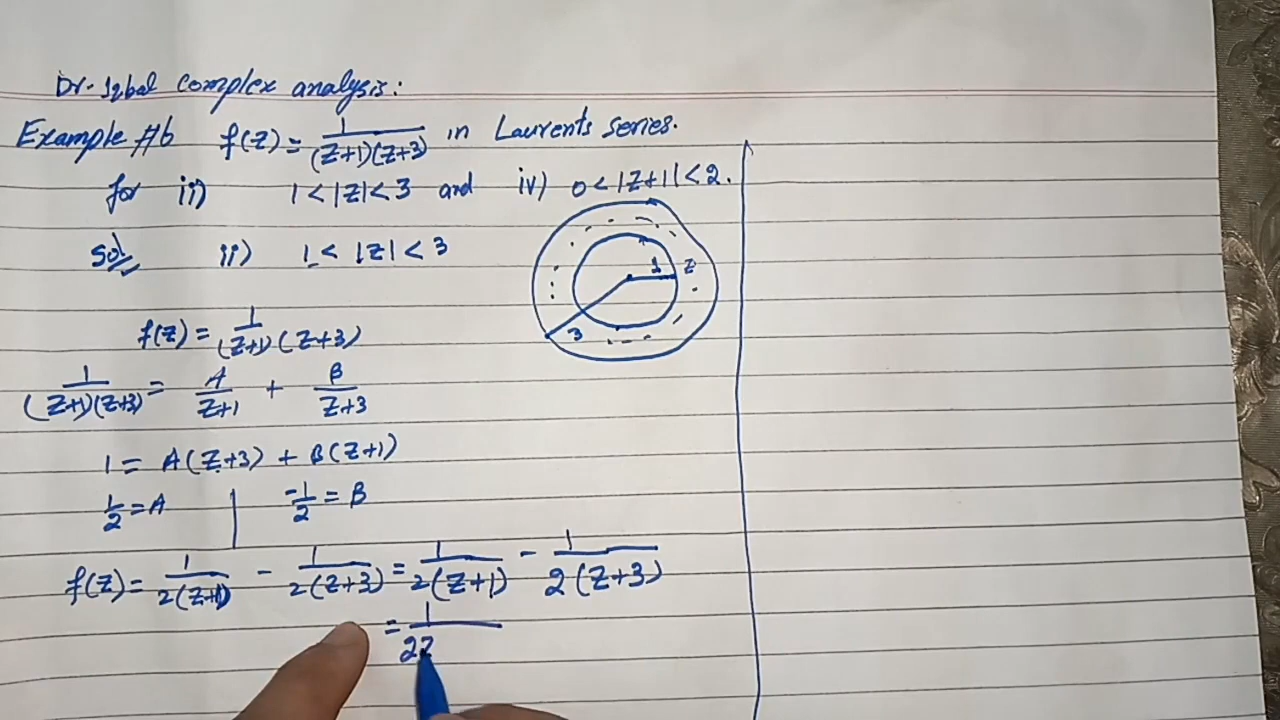 Dr. Iqbal complex analysis:
Example #6 f(z) = 1/((z+1)(z+3)) in Laurents series.
for ii) 1 < |z| < 3 and iv) 0 < |z+1| < 2.
Sol, ii) 1 < |z| < 3
1 2
3
f(z) = 1/((z+1)(z+3))
1/((z+1)(z+3)) = A/(z+1) + B/(z+3)
1 = A(z+3) + B(z+1)
1/2 = A | -1/2 = B
f(z) = 1/(2(z+1)) - 1/(2(z+3)) = 1/(2(z+1)) - 1/(2(z+3))
= 1/(2z